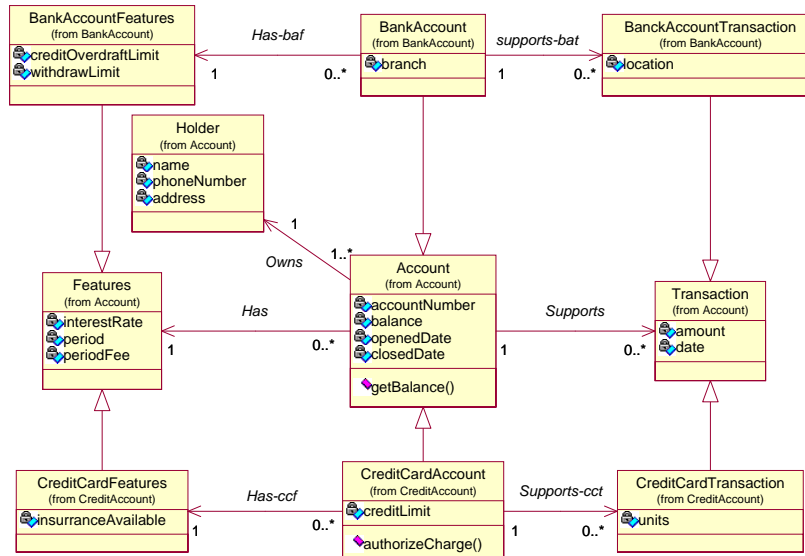 BankAccountFeatures
(from BankAccount)
creditOverdraftLimit
withdrawLimit
Has-baf
1
0..*
BankAccount
(from BankAccount)
branch
supports-bat
1
0..*
BanckAccountTransaction
(from BankAccount)
location
Holder
(from Account)
name
phoneNumber
address
1
1..*
Owns
Features
(from Account)
interestRate
period
periodFee
Has
1
0..*
Account
(from Account)
accountNumber
balance
openedDate
closedDate
getBalance()
Supports
1
0..*
Transaction
(from Account)
amount
date
CreditCardFeatures
(from CreditAccount)
insurranceAvailable
Has-ccf
1
0..*
CreditCardAccount
(from CreditAccount)
creditLimit
authorizeCharge()
Supports-cct
1
0..*
CreditCardTransaction
(from CreditAccount)
units